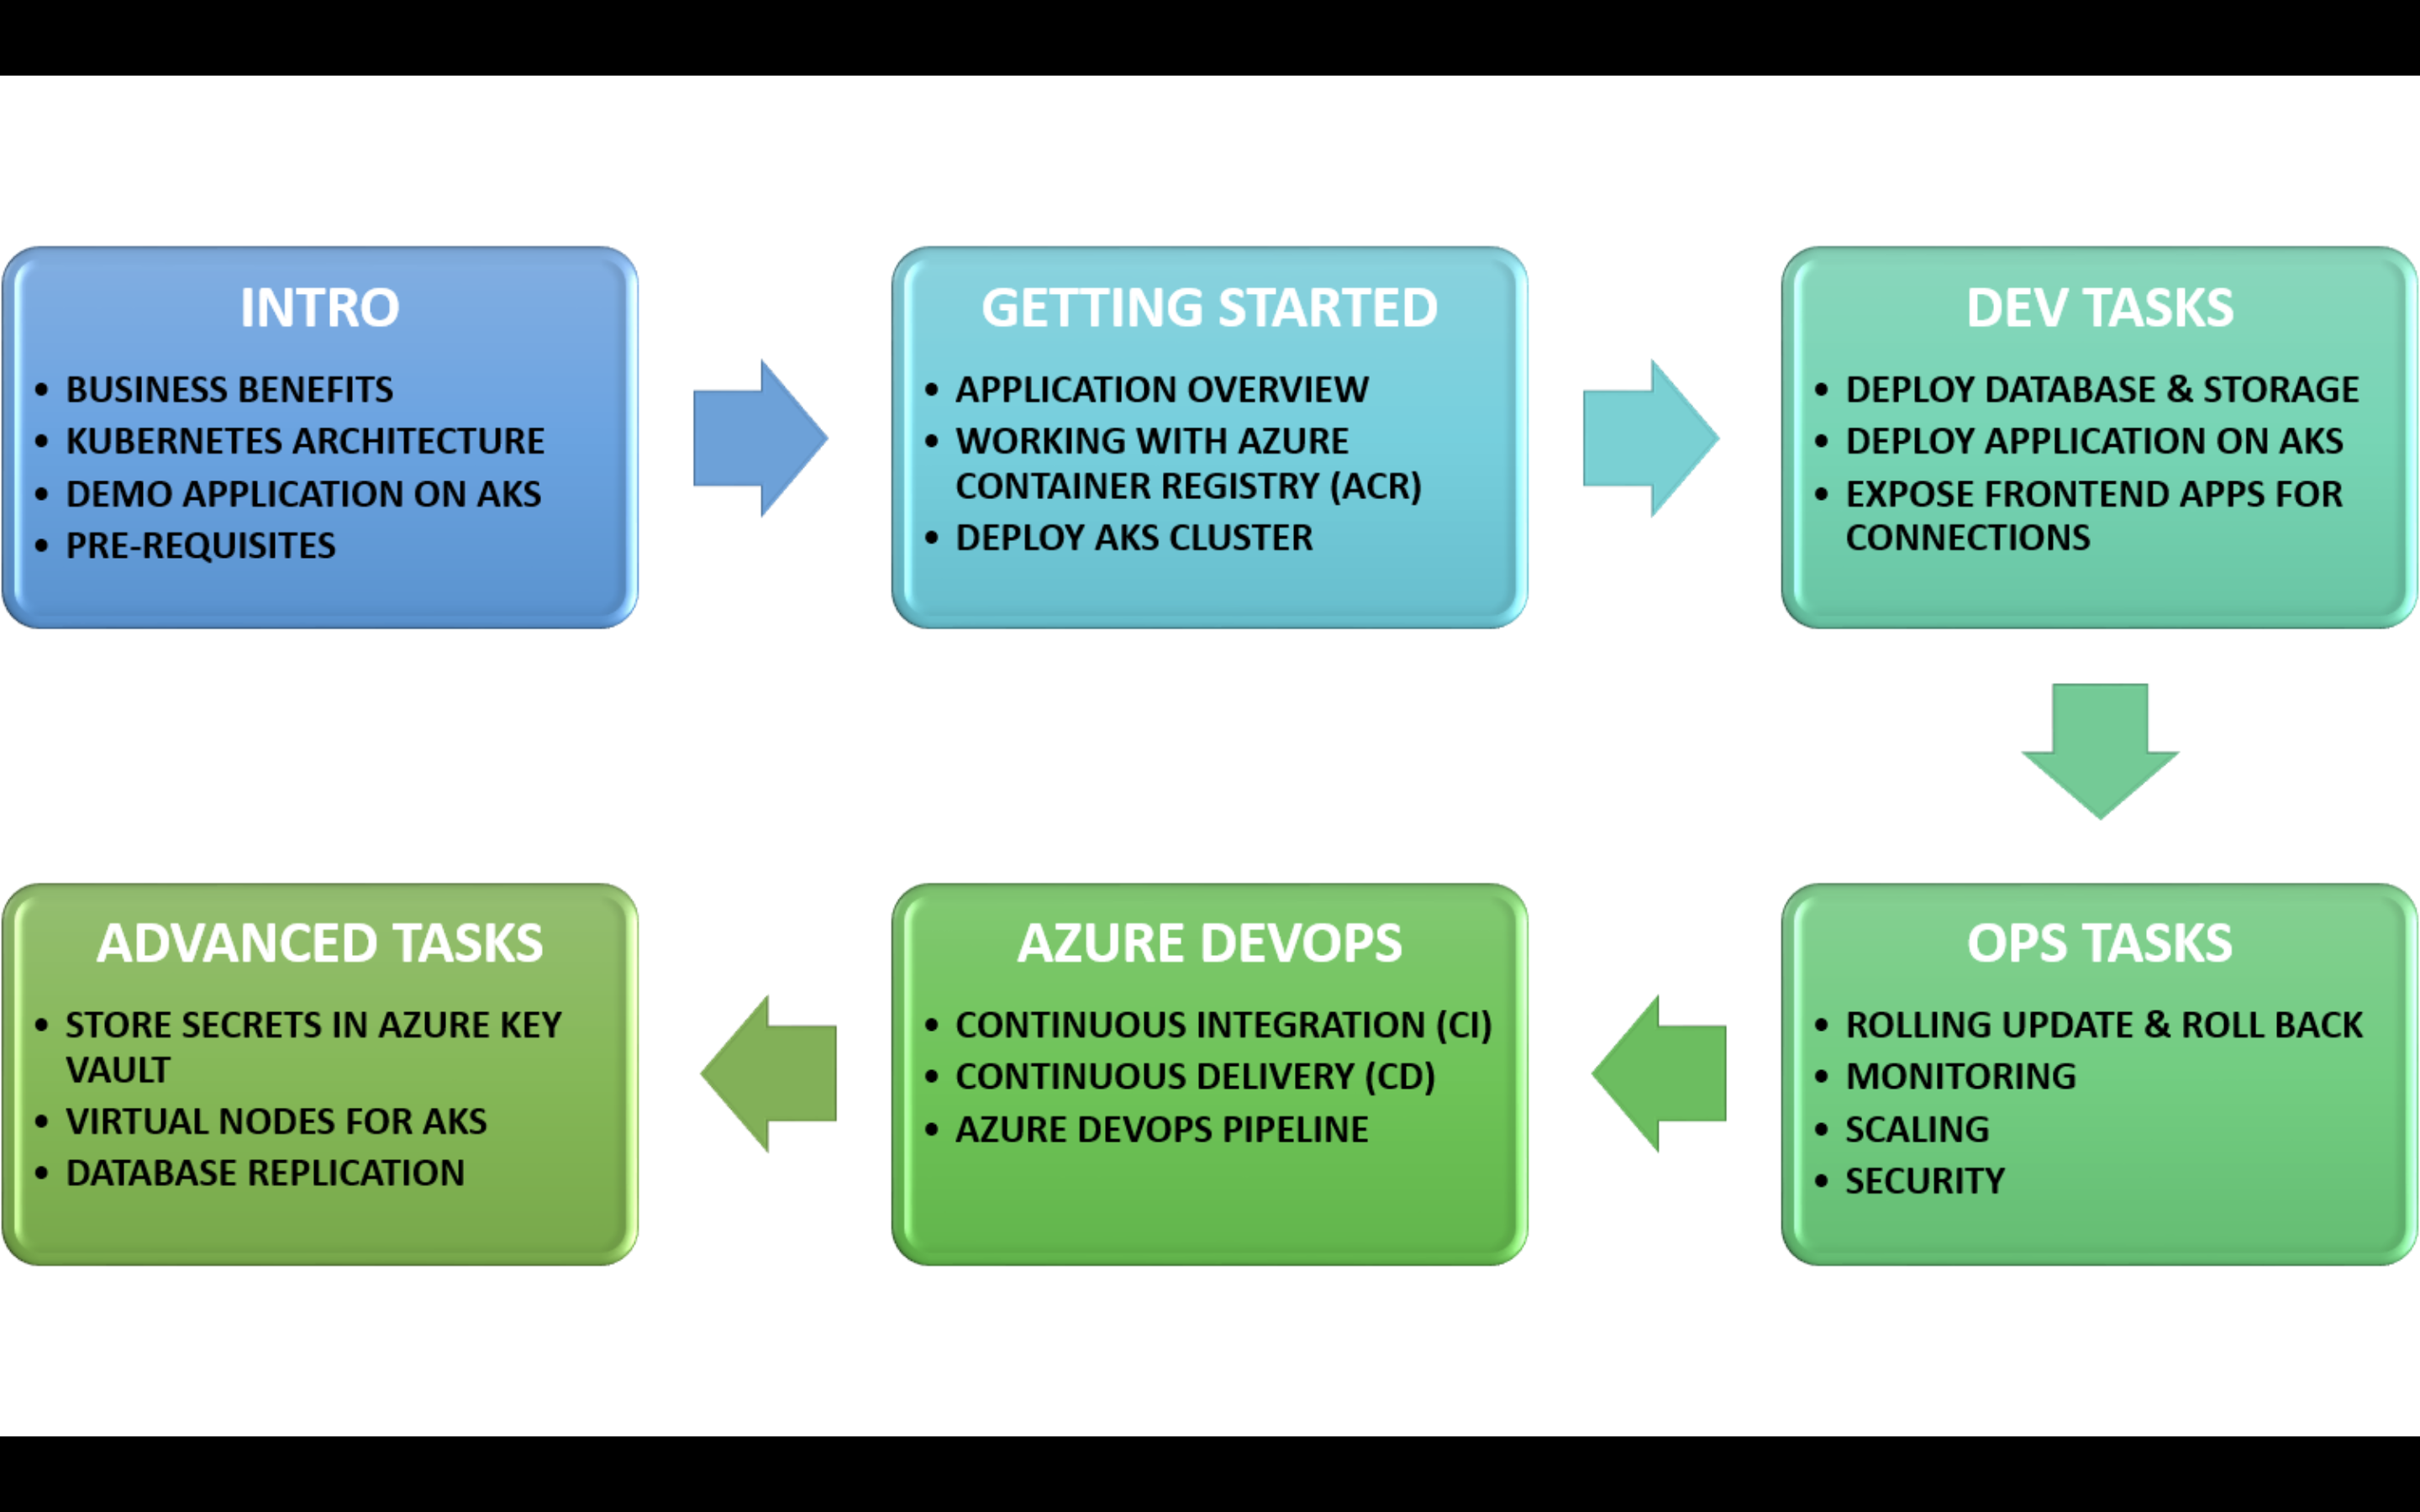 INTRO
• BUSINESS BENEFITS
• KUBERNETES ARCHITECTURE
• DEMO APPLICATION ON AKS
• PRE-REQUISITES
GETTING STARTED
• APPLICATION OVERVIEW
• WORKING WITH AZURE
CONTAINER REGISTRY (ACR)
• DEPLOY AKS CLUSTER
DEV TASKS
• DEPLOY DATABASE & STORAGE
• DEPLOY APPLICATION ON AKS
• EXPOSE FRONTEND APPS FOR
CONNECTIONS
OPS TASKS
• ROLLING UPDATE & ROLL BACK
• MONITORING
• SCALING
• SECURITY
AZURE DEVOPS
• CONTINUOUS INTEGRATION (CI)
• CONTINUOUS DELIVERY (CD)
• AZURE DEVOPS PIPELINE
ADVANCED TASKS
• STORE SECRETS IN AZURE KEY
VAULT
• VIRTUAL NODES FOR AKS
• DATABASE REPLICATION